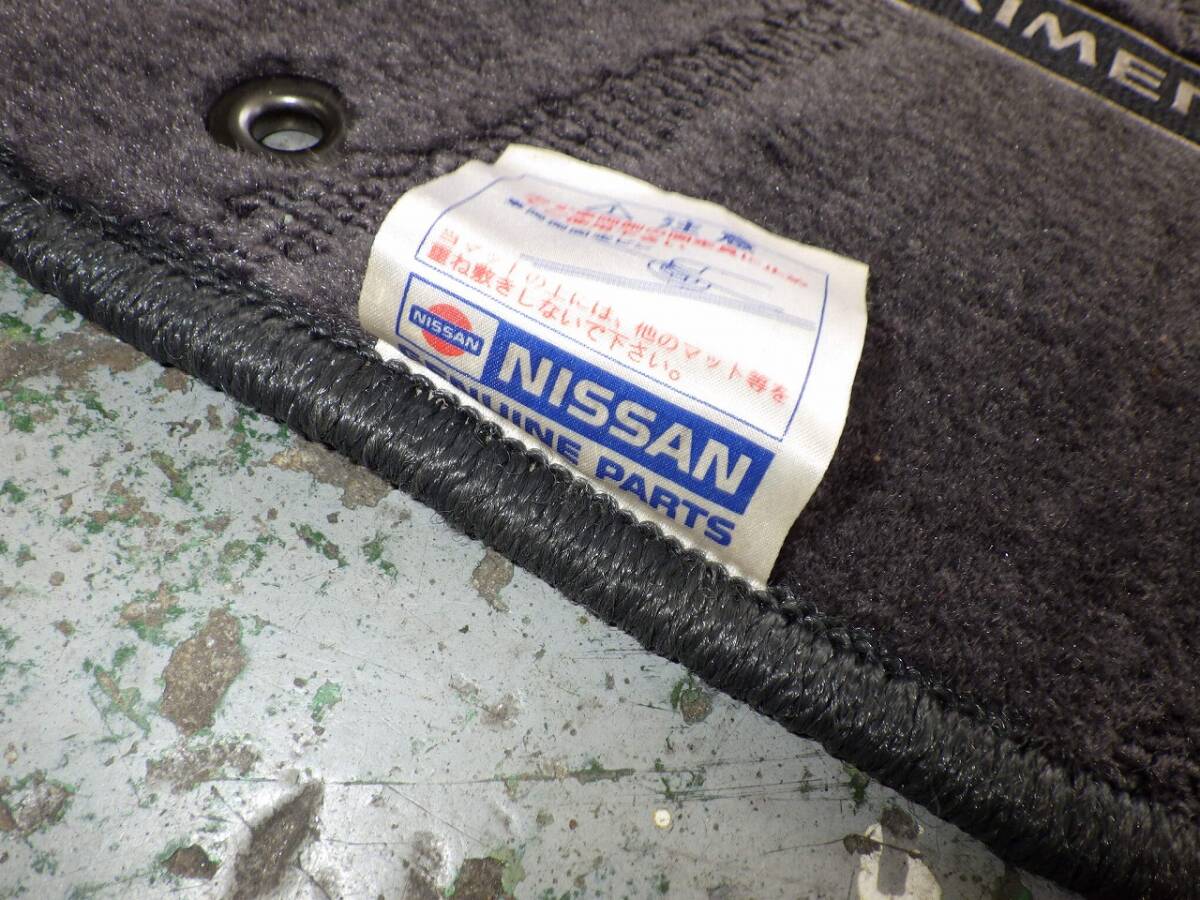 RIMER
注意
当マットの上には、他のマット等を
重ね敷きしないで下さい。
NISSAN
NISSAN
GENUINE PARTS